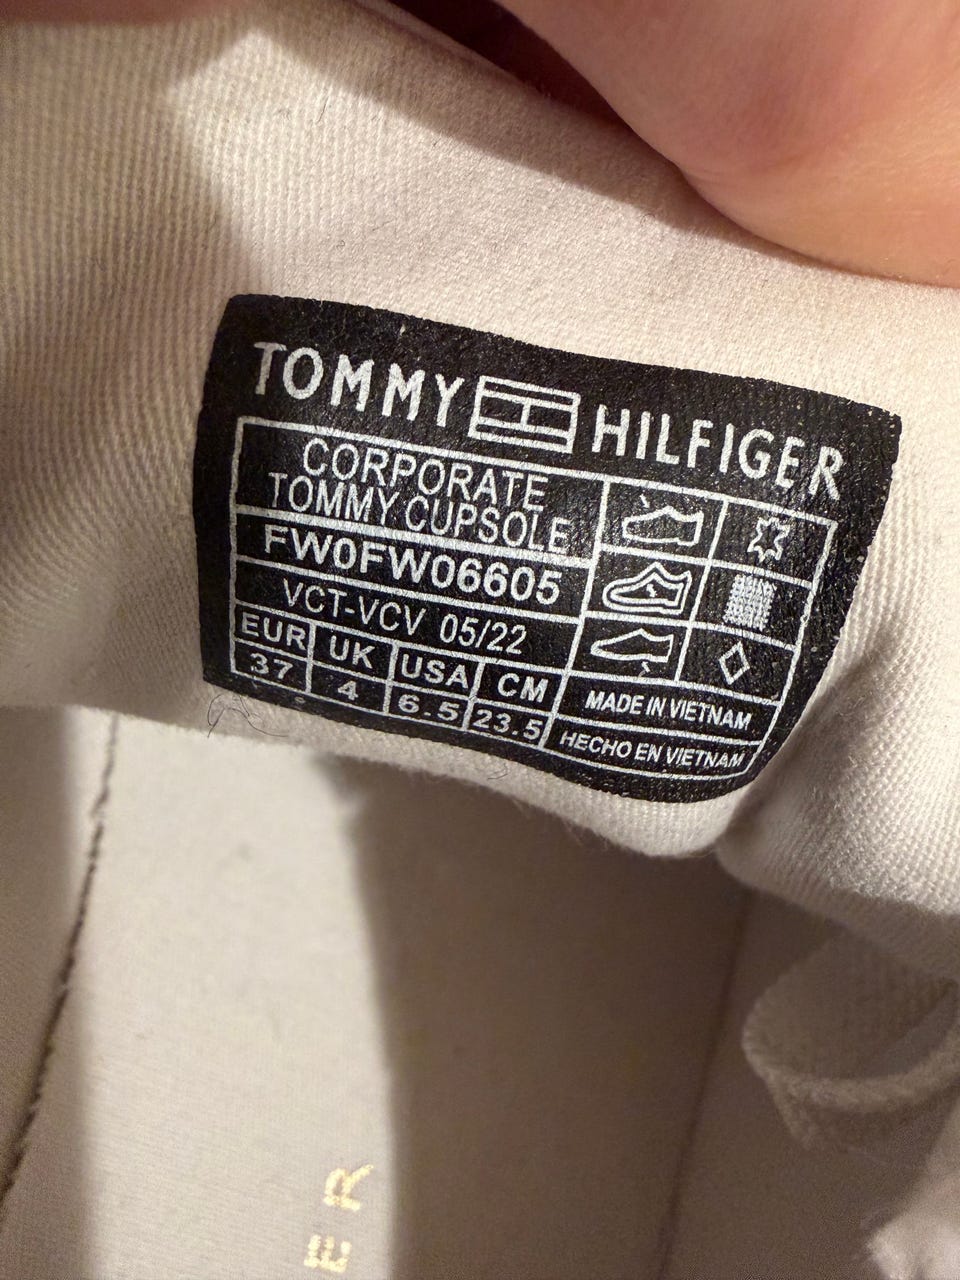 TOMMY HILFIGER
CORPORATE
TOMMY CUPSOLE
FW0FW06605
VCT-VCV 05/22
EUR UK USA CM
37 4 6.5 23.5
MADE IN VIETNAM
HECHO EN VIETNAM
ER